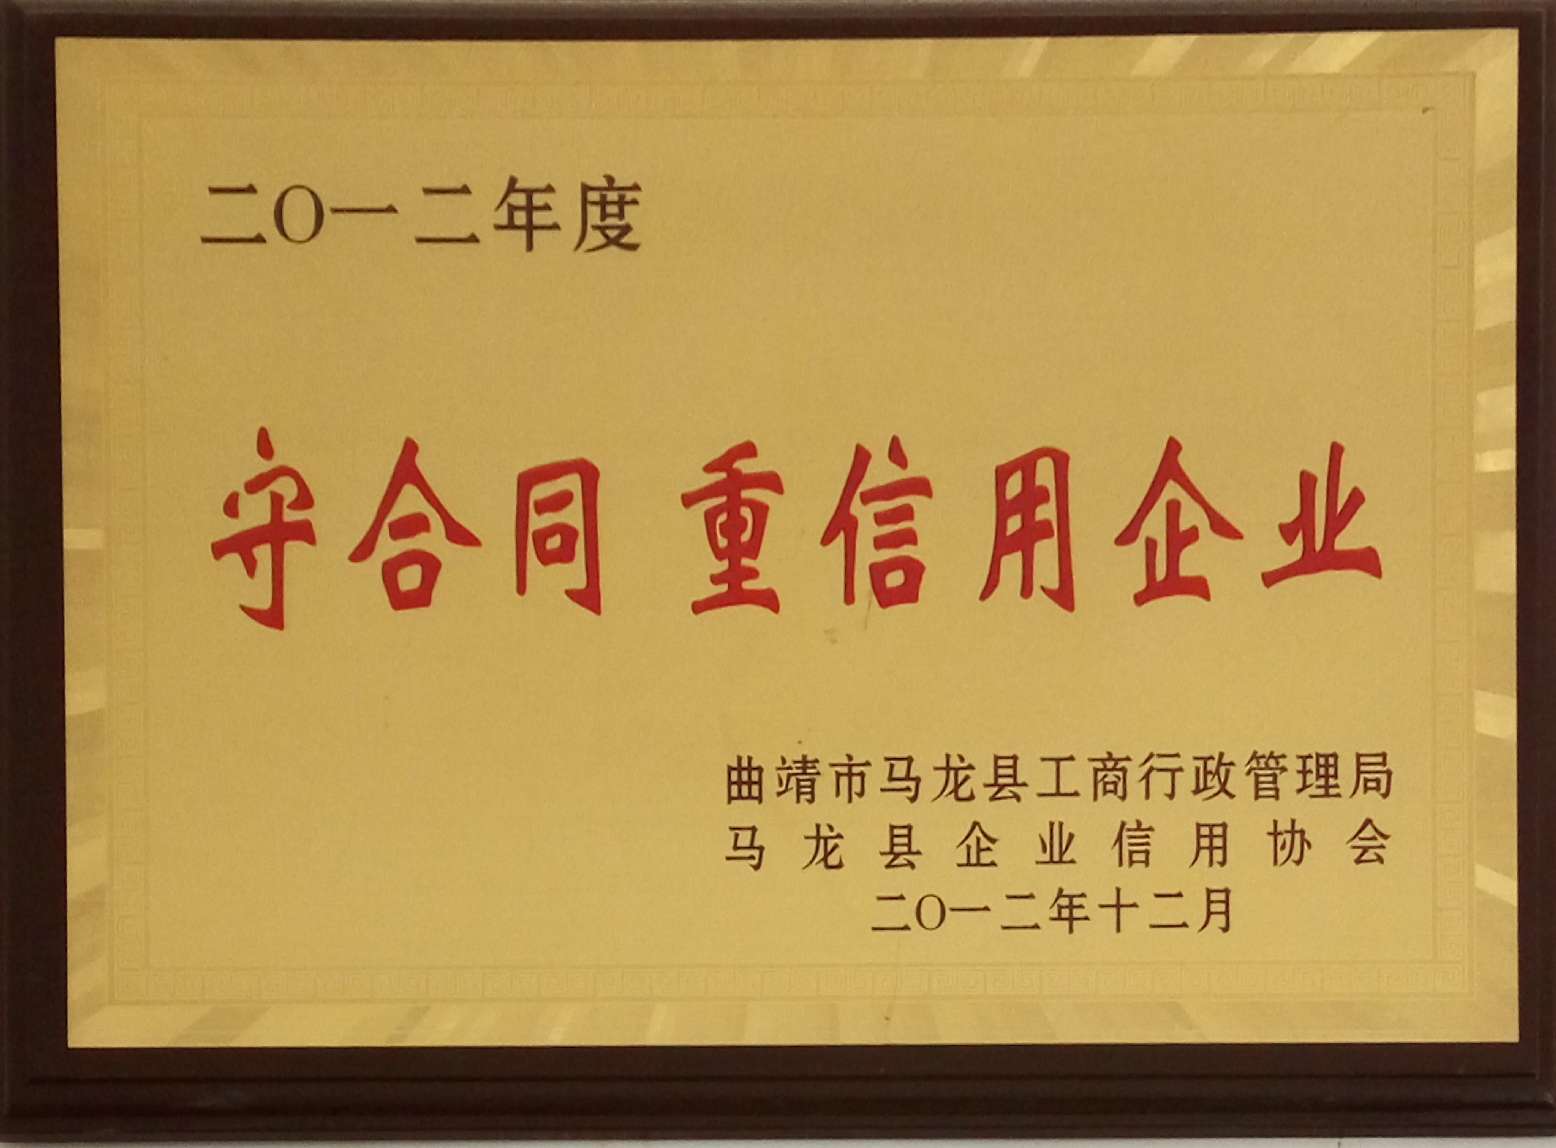 二〇一二年度
守合同 重信用企业
曲靖市马龙县工商行政管理局
马龙县企业信用协会
二〇一二年十二月